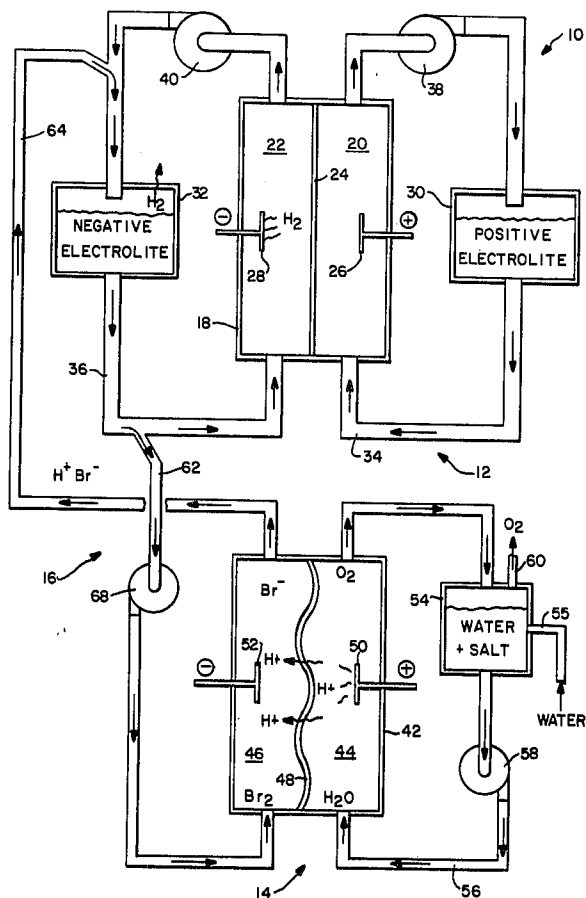 10
40
38
64
22
20
24
H2
32
NEGATIVE
ELECTROLITE
⊖
H2
28
26
⊕
30
POSITIVE
ELECTROLITE
18
36
34
12
H+ Br-
62
16
68
Br-
O2
O2
60
54
55
WATER
+ SALT
WATER
⊖
52
H+
50
H+
⊕
H+
42
46
44
48
Br2
H2O
58
14
56